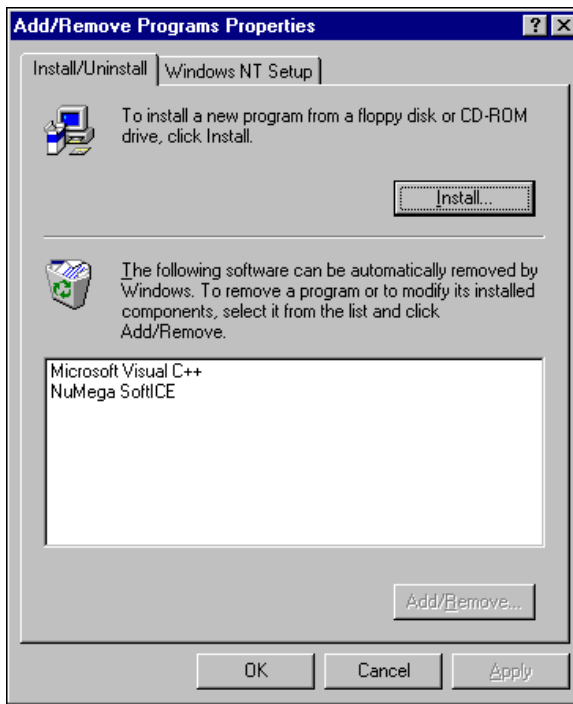 Add/Remove Programs Properties
Install/Uninstall
Windows NT Setup
To install a new program from a floppy disk or CD-ROM
drive, click Install.
Install...
The following software can be automatically removed by
Windows. To remove a program or to modify its installed
components, select it from the list and click
Add/Remove.
Microsoft Visual C++
NuMega SoftICE
Add/Remove...
OK
Cancel
Apply